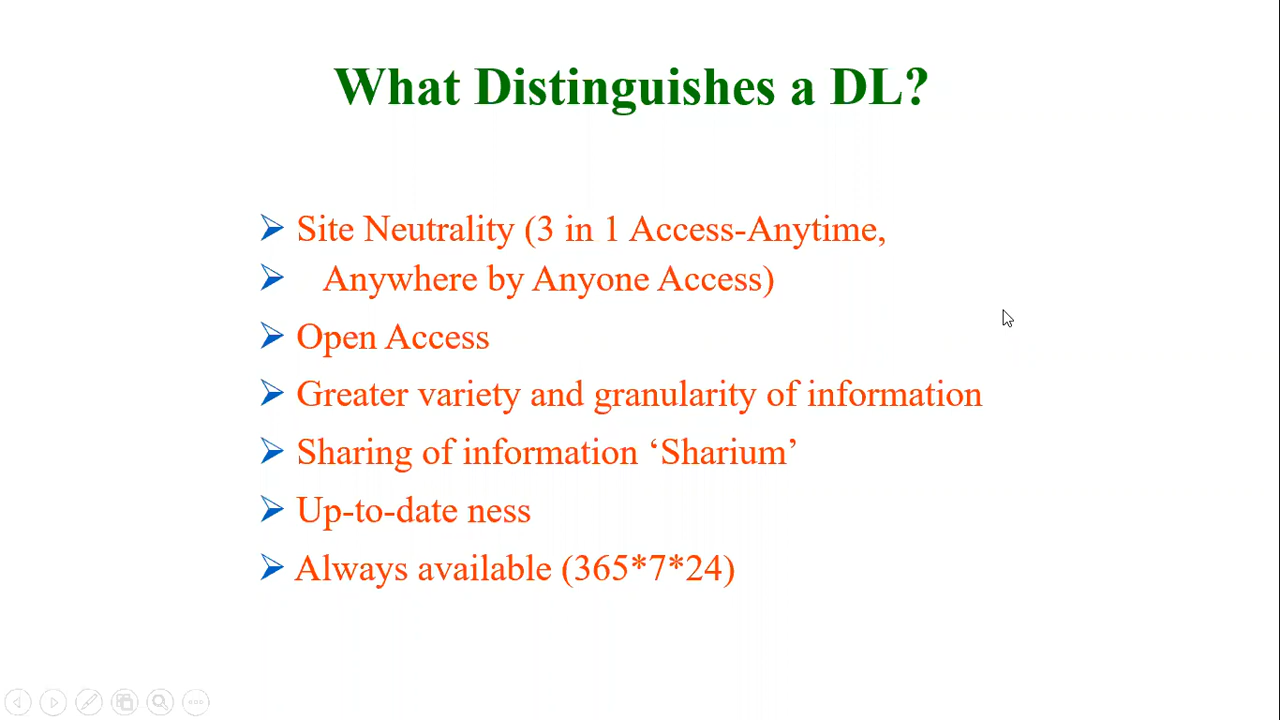 What Distinguishes a DL?
Site Neutrality (3 in 1 Access-Anytime,
Anywhere by Anyone Access)
Open Access
Greater variety and granularity of information
Sharing of information ‘Sharium’
Up-to-date ness
Always available (365*7*24)